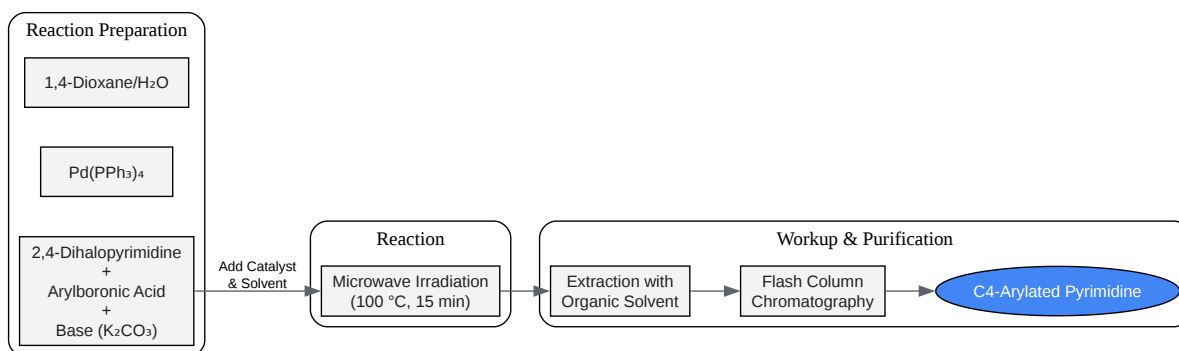 Reaction Preparation
1,4-Dioxane/H₂O
Pd(PPh₃)₄
2,4-Dihalopyrimidine
+
Arylboronic Acid
+
Base (K₂CO₃)
Add Catalyst
& Solvent
Reaction
Microwave Irradiation
(100 °C, 15 min)
Workup & Purification
Extraction with
Organic Solvent
Flash Column
Chromatography
C4-Arylated Pyrimidine